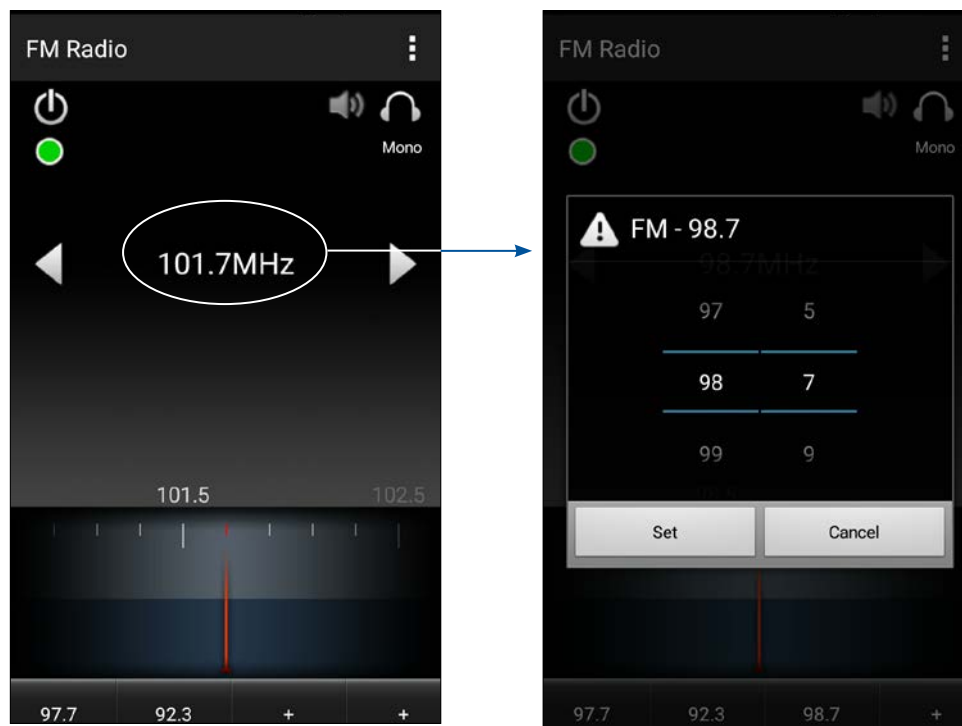 FM Radio
Mono
101.7MHz
101.5 102.5
97.7 92.3 + +
FM Radio
Mono
FM - 98.7
98.7MHz
97 5
98 7
99 9
Set Cancel
97.7 92.3 98.7 +